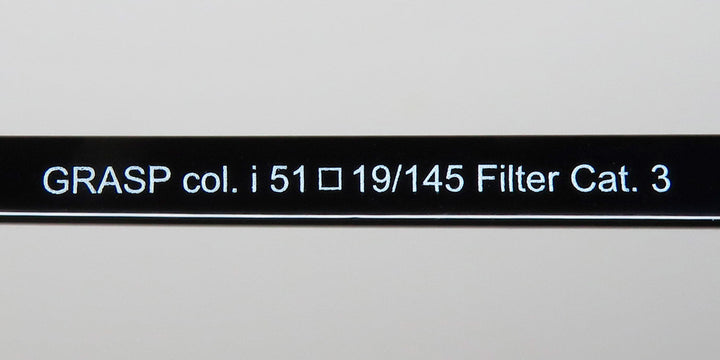 GRASP col. i 51□19/145 Filter Cat. 3